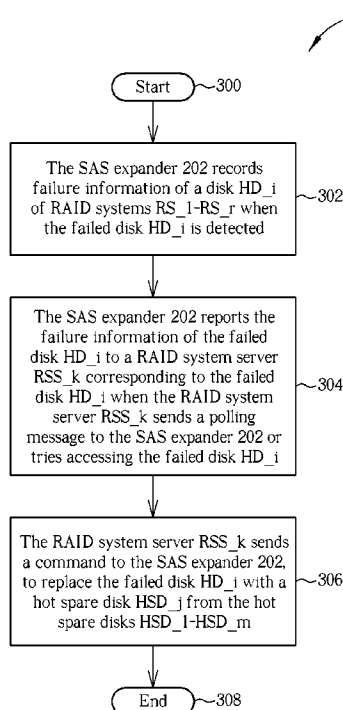 Start
300
The SAS expander 202 records
failure information of a disk HD_i
of RAID systems RS_1-RS_r when
the failed disk HD_i is detected
302
The SAS expander 202 reports the
failure information of the failed
disk HD_i to a RAID system server
RSS_k corresponding to the failed
disk HD_i when the RAID system
server RSS_k sends a polling
message to the SAS expander 202 or
tries accessing the failed disk HD_i
304
The RAID system server RSS_k sends
a command to the SAS expander 202,
to replace the failed disk HD_i with a
hot spare disk HSD_j from the hot
spare disks HSD_1-HSD_m
306
End
308